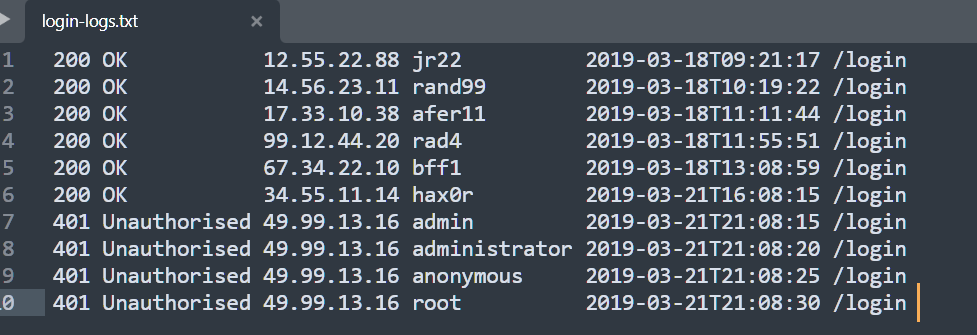 login-logs.txt ×
1 200 OK 12.55.22.88 jr22 2019-03-18T09:21:17 /login
2 200 OK 14.56.23.11 rand99 2019-03-18T10:19:22 /login
3 200 OK 17.33.10.38 afer11 2019-03-18T11:11:44 /login
4 200 OK 99.12.44.20 rad4 2019-03-18T11:55:51 /login
5 200 OK 67.34.22.10 bff1 2019-03-18T13:08:59 /login
6 200 OK 34.55.11.14 hax0r 2019-03-21T16:08:15 /login
7 401 Unauthorised 49.99.13.16 admin 2019-03-21T21:08:15 /login
8 401 Unauthorised 49.99.13.16 administrator 2019-03-21T21:08:20 /login
9 401 Unauthorised 49.99.13.16 anonymous 2019-03-21T21:08:25 /login
10 401 Unauthorised 49.99.13.16 root 2019-03-21T21:08:30 /login